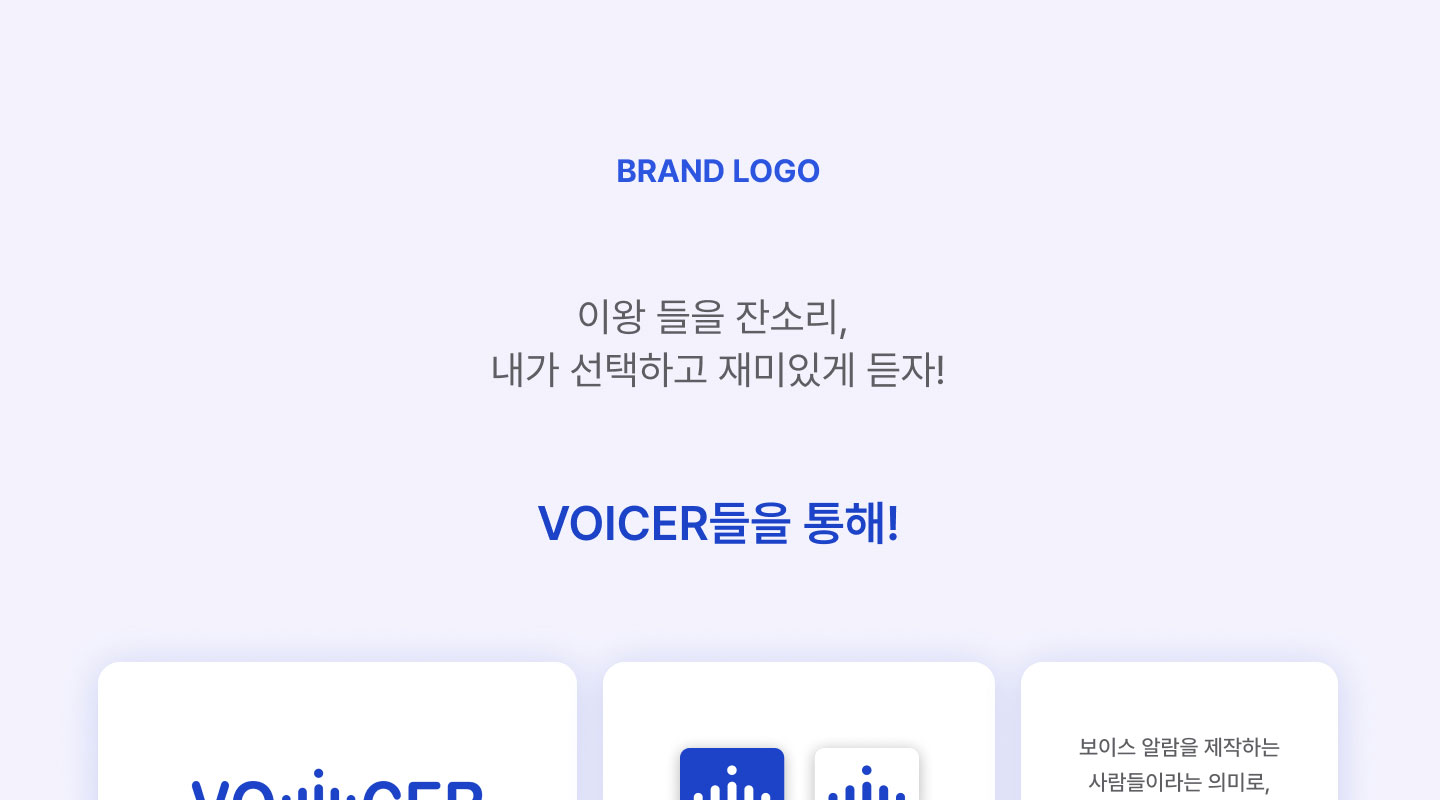 BRAND LOGO
이왕 들을 잔소리,
내가 선택하고 재미있게 듣자!
VOICER들을 통해!
VOICER
보이스 알람을 제작하는
사람들이라는 의미로,